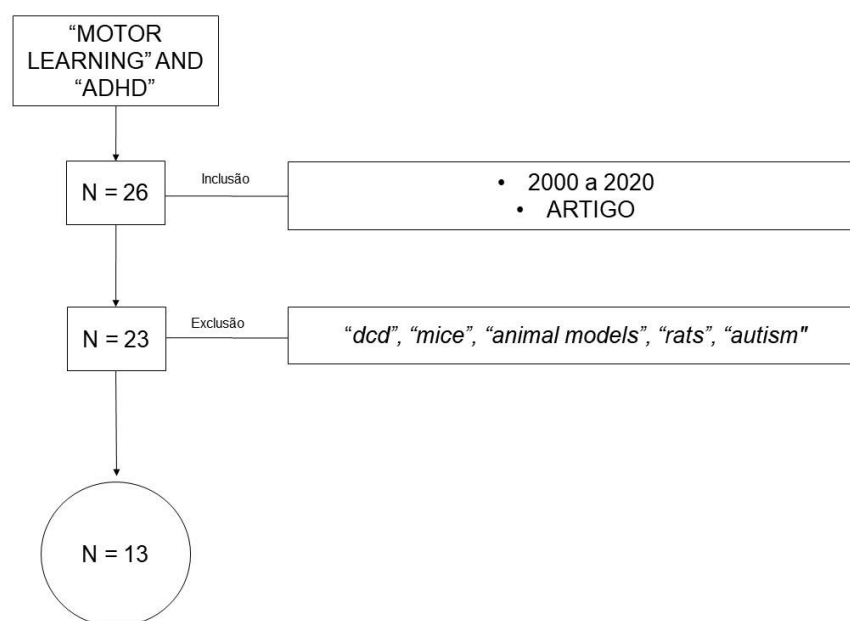 “MOTOR
LEARNING” AND
“ADHD”
N = 26
Inclusão
• 2000 a 2020
• ARTIGO
N = 23
Exclusão
“dcd”, “mice”, “animal models”, “rats”, “autism"
N = 13